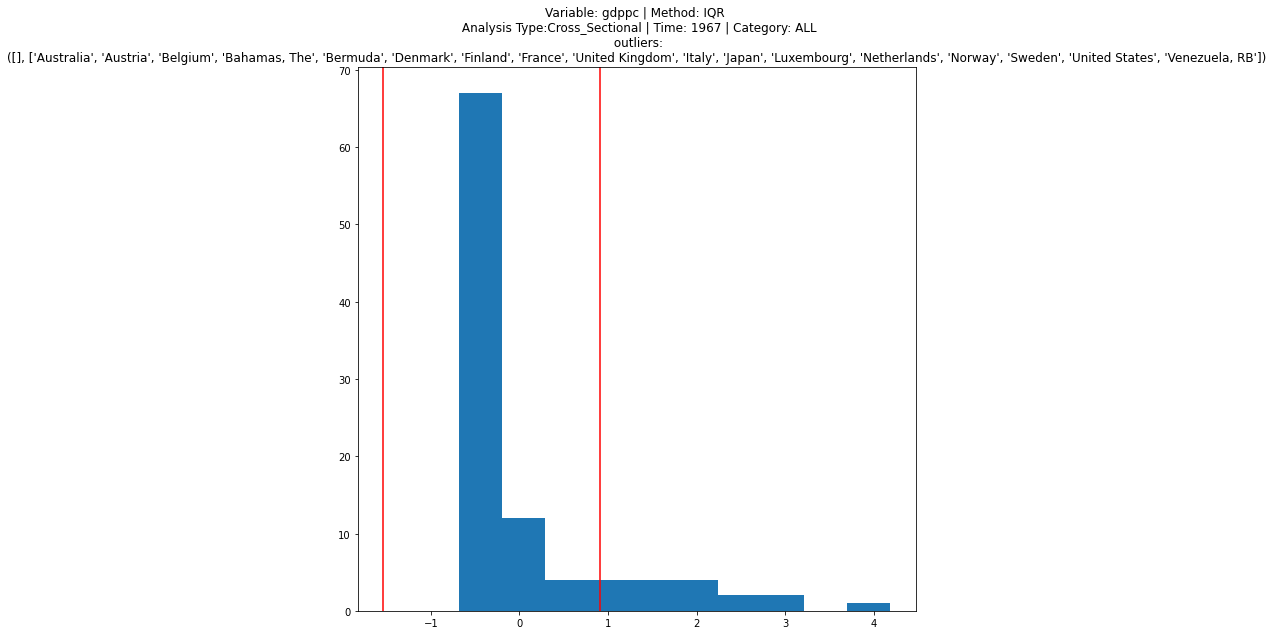 Variable: gdppc | Method: IQR
Analysis Type:Cross_Sectional | Time: 1967 | Category: ALL
outliers:
([], ['Australia', 'Austria', 'Belgium', 'Bahamas, The', 'Bermuda', 'Denmark', 'Finland', 'France', 'United Kingdom', 'Italy', 'Japan', 'Luxembourg', 'Netherlands', 'Norway', 'Sweden', 'United States', 'Venezuela, RB'])
70
60
50
40
30
20
10
0
−1 0 1 2 3 4